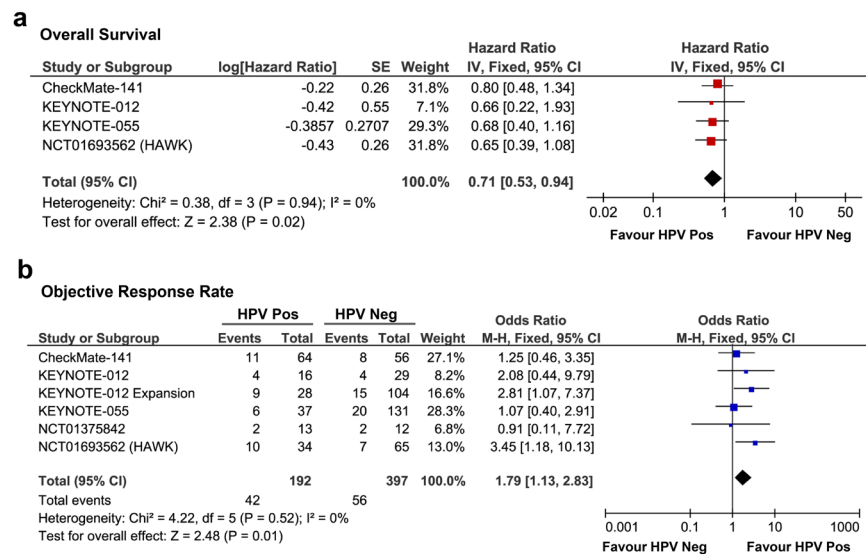 a
Overall Survival
Hazard Ratio Hazard Ratio
Study or Subgroup log[Hazard Ratio] SE Weight IV, Fixed, 95% CI IV, Fixed, 95% CI
CheckMate-141 -0.22 0.26 31.8% 0.80 [0.48, 1.34]
KEYNOTE-012 -0.42 0.55 7.1% 0.66 [0.22, 1.93]
KEYNOTE-055 -0.3857 0.2707 29.3% 0.68 [0.40, 1.16]
NCT01693562 (HAWK) -0.43 0.26 31.8% 0.65 [0.39, 1.08]
Total (95% CI) 100.0% 0.71 [0.53, 0.94]
Heterogeneity: Chi² = 0.38, df = 3 (P = 0.94); I² = 0%
Test for overall effect: Z = 2.38 (P = 0.02)
0.02 0.1 1 10 50
Favour HPV Pos Favour HPV Neg
b
Objective Response Rate
HPV Pos HPV Neg Odds Ratio Odds Ratio
Study or Subgroup Events Total Events Total Weight M-H, Fixed, 95% CI M-H, Fixed, 95% CI
CheckMate-141 11 64 8 56 27.1% 1.25 [0.46, 3.35]
KEYNOTE-012 4 16 4 29 8.2% 2.08 [0.44, 9.79]
KEYNOTE-012 Expansion 9 28 15 104 16.6% 2.81 [1.07, 7.37]
KEYNOTE-055 6 37 20 131 28.3% 1.07 [0.40, 2.91]
NCT01375842 2 13 2 12 6.8% 0.91 [0.11, 7.72]
NCT01693562 (HAWK) 10 34 7 65 13.0% 3.45 [1.18, 10.13]
Total (95% CI) 192 397 100.0% 1.79 [1.13, 2.83]
Total events 42 56
Heterogeneity: Chi² = 4.22, df = 5 (P = 0.52); I² = 0%
Test for overall effect: Z = 2.48 (P = 0.01)
0.001 0.1 1 10 1000
Favour HPV Neg Favour HPV Pos